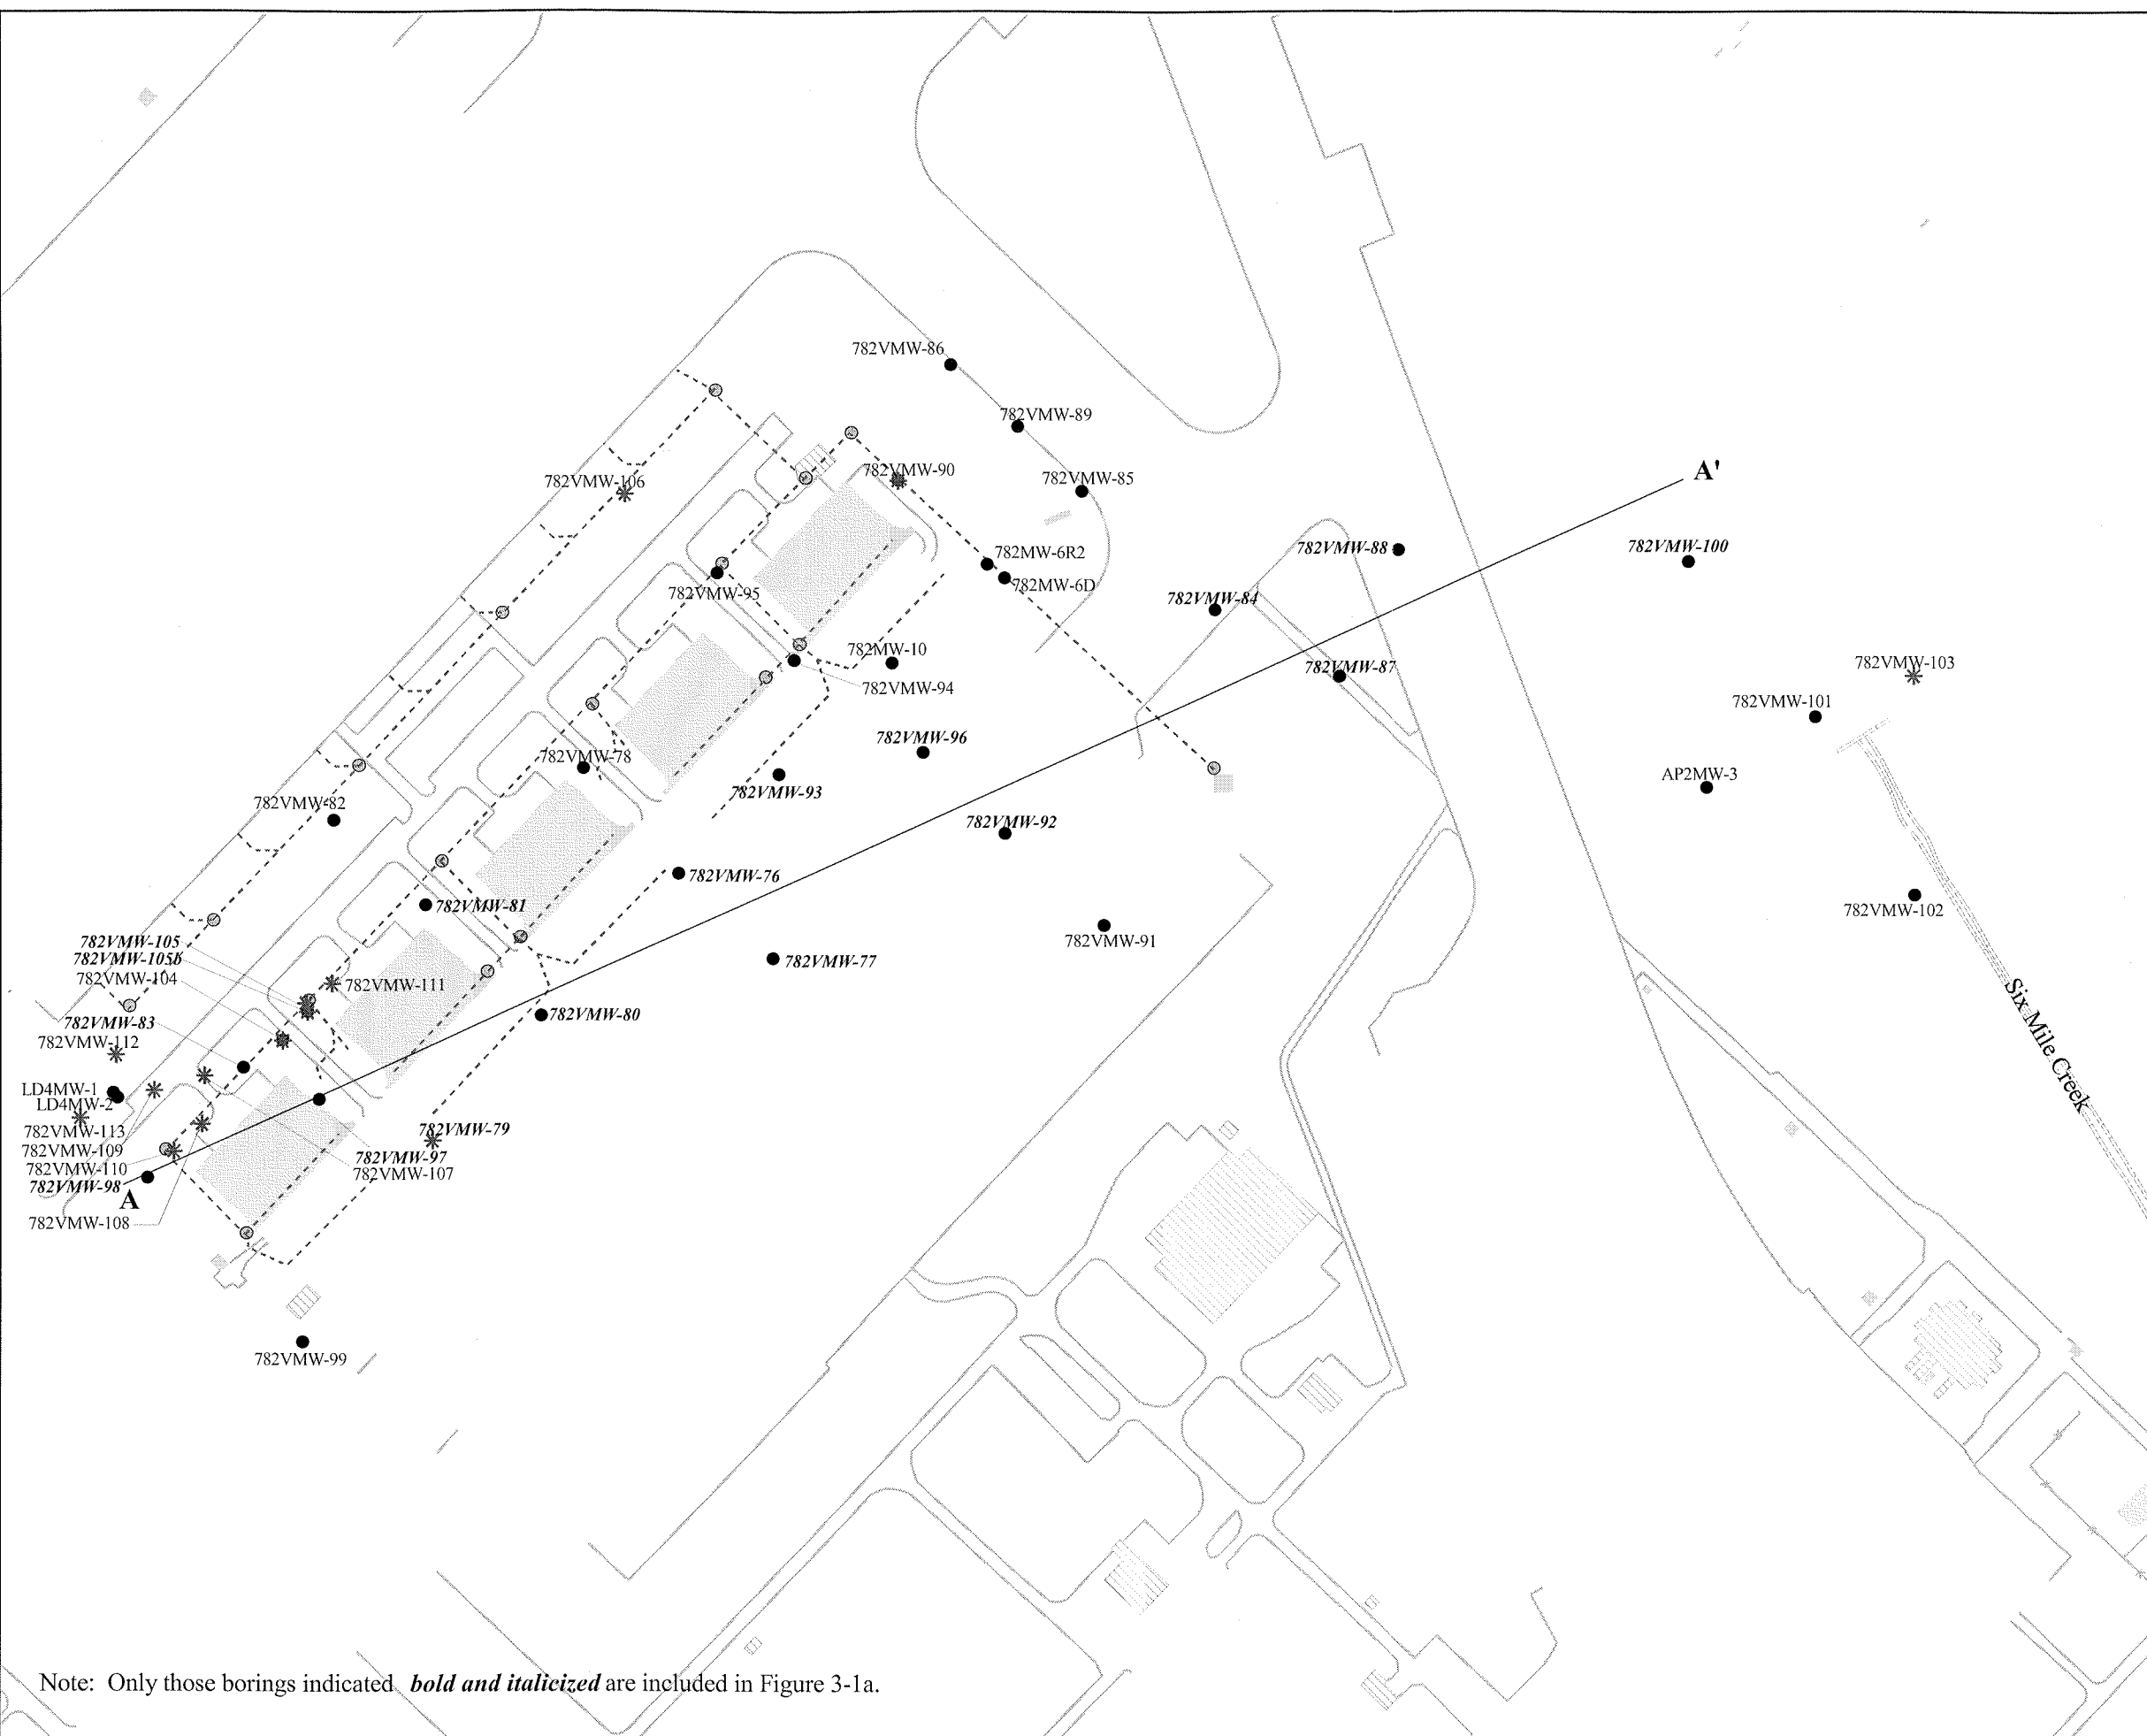 782VMW-86
782VMW-89
A'
782VMW-90
782VMW-106
782VMW-85
782VMW-88
782VMW-100
782MW-6R2
782MW-6D
782VMW-95
782VMW-84
782MW-10
782VMW-103
782VMW-87
782VMW-94
782VMW-101
782VMW-96
782VMW-78
AP2MW-3
782VMW-93
782VMW-82
782VMW-92
782VMW-76
782VMW-81
782VMW-102
782VMW-105
782VMW-91
782VMW-105b
782VMW-77
782VMW-104
782VMW-111
782VMW-80
782VMW-83
782VMW-112
Six Mile Creek
LD4MW-1
LD4MW-2
782VMW-113
782VMW-79
782VMW-109
782VMW-97
782VMW-110
782VMW-107
782VMW-98
A
782VMW-108
782VMW-99
Note: Only those borings indicated bold and italicized are included in Figure 3-1a.